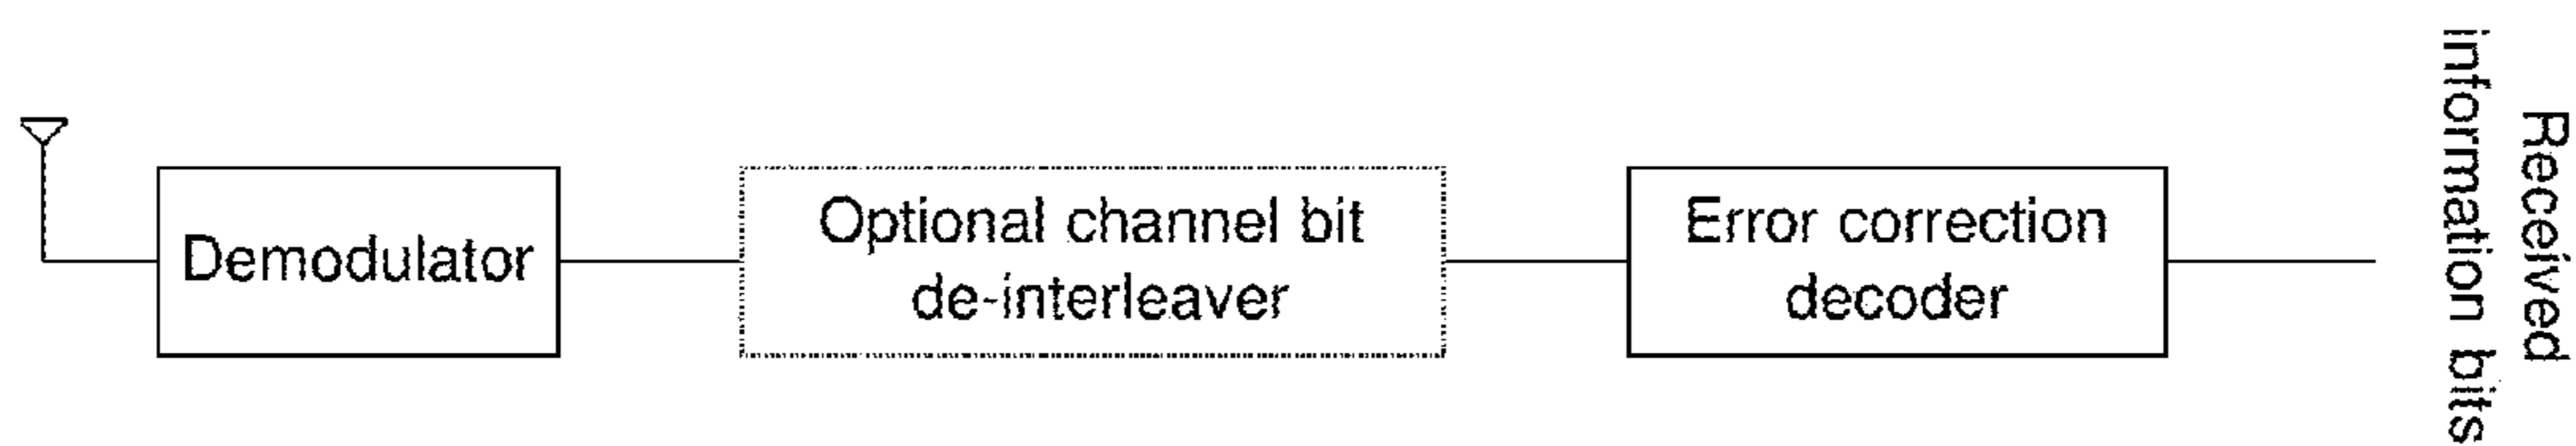 Demodulator
Optional channel bit
de-interleaver
Error correction
decoder
Received
information bits